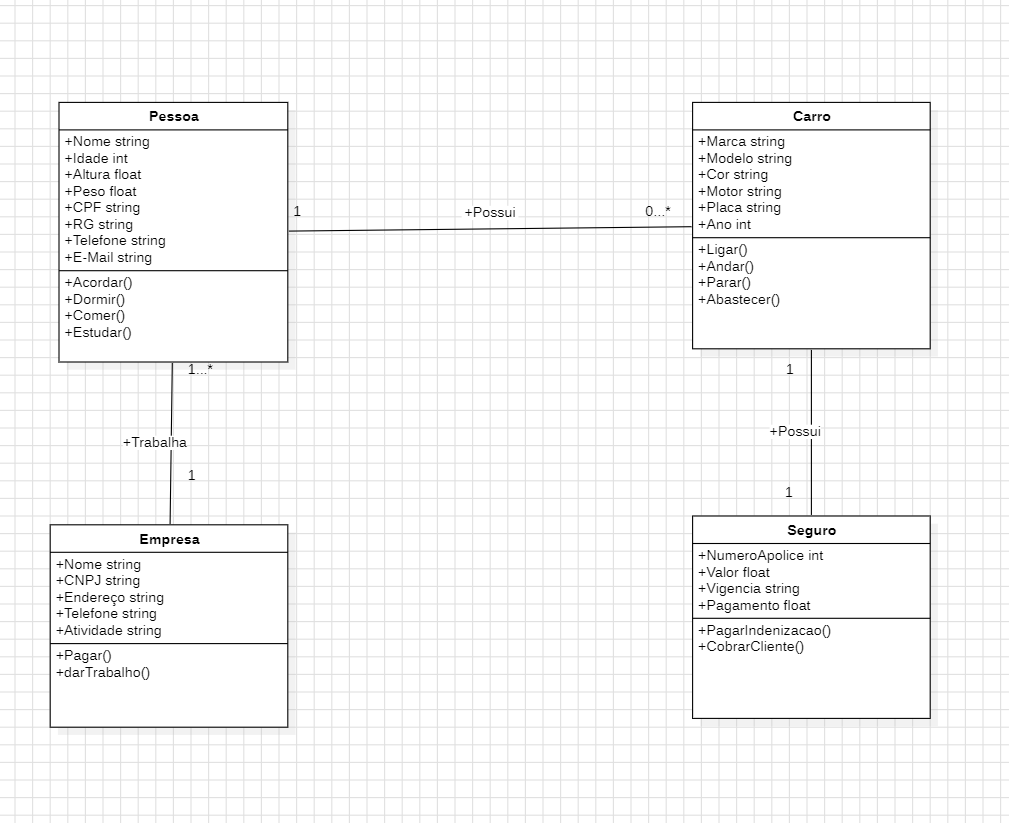 Pessoa
+Nome string
+Idade int
+Altura float
+Peso float
+CPF string
+RG string
+Telefone string
+E-Mail string
+Acordar()
+Dormir()
+Comer()
+Estudar()
1
+Possui
0...*
Carro
+Marca string
+Modelo string
+Cor string
+Motor string
+Placa string
+Ano int
+Ligar()
+Andar()
+Parar()
+Abastecer()
1...*
+Trabalha
1
1
+Possui
1
Empresa
+Nome string
+CNPJ string
+Endereço string
+Telefone string
+Atividade string
+Pagar()
+darTrabalho()
Seguro
+NumeroApolice int
+Valor float
+Vigencia string
+Pagamento float
+PagarIndenizacao()
+CobrarCliente()